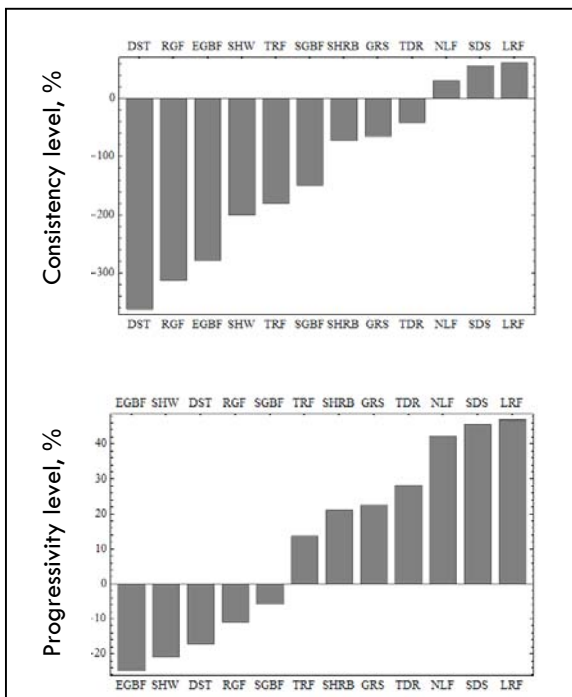 DST RGF EGBF SHW TRF SGBF SHRB GRS TDR NLF SDS LRF
Consistency level, %
0
-100
-200
-300
DST RGF EGBF SHW TRF SGBF SHRB GRS TDR NLF SDS LRF
EGBF SHW DST RGF SGBF TRF SHRB GRS TDR NLF SDS LRF
Progressivity level, %
40
30
20
10
0
-10
-20
EGBF SHW DST RGF SGBF TRF SHRB GRS TDR NLF SDS LRF